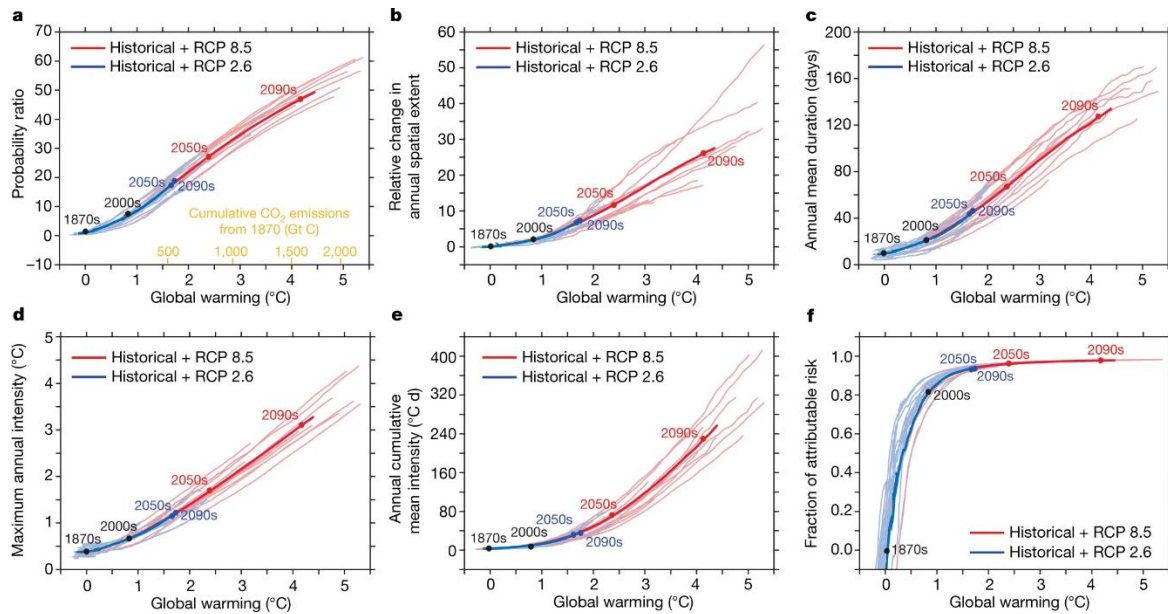 a
70
60
50
40
30
20
10
0
−10
Probability ratio
Historical + RCP 8.5
Historical + RCP 2.6
2090s
2050s
2050s
2090s
2000s
1870s
Cumulative CO₂ emissions
from 1870 (Gt C)
500
1,000
1,500
2,000
0 1 2 3 4 5
Global warming (°C)
b
60
50
40
30
20
10
0
Relative change in
annual spatial extent
Historical + RCP 8.5
Historical + RCP 2.6
2090s
2050s
2050s
2090s
2000s
1870s
0 1 2 3 4 5
Global warming (°C)
c
200
160
120
80
40
0
Annual mean duration (days)
Historical + RCP 8.5
Historical + RCP 2.6
2090s
2050s
2050s
2090s
2000s
1870s
0 1 2 3 4 5
Global warming (°C)
d
5
4
3
2
1
0
Maximum annual intensity (°C)
Historical + RCP 8.5
Historical + RCP 2.6
2090s
2050s
2050s
2090s
2000s
1870s
0 1 2 3 4 5
Global warming (°C)
e
400
320
240
160
80
0
Annual cumulative
mean intensity (°C d)
Historical + RCP 8.5
Historical + RCP 2.6
2090s
2050s
2050s
2090s
2000s
1870s
0 1 2 3 4 5
Global warming (°C)
f
1.0
0.8
0.6
0.4
0.2
0.0
Fraction of attributable risk
2050s
2050s
2090s
2090s
2000s
1870s
Historical + RCP 8.5
Historical + RCP 2.6
0 1 2 3 4 5
Global warming (°C)